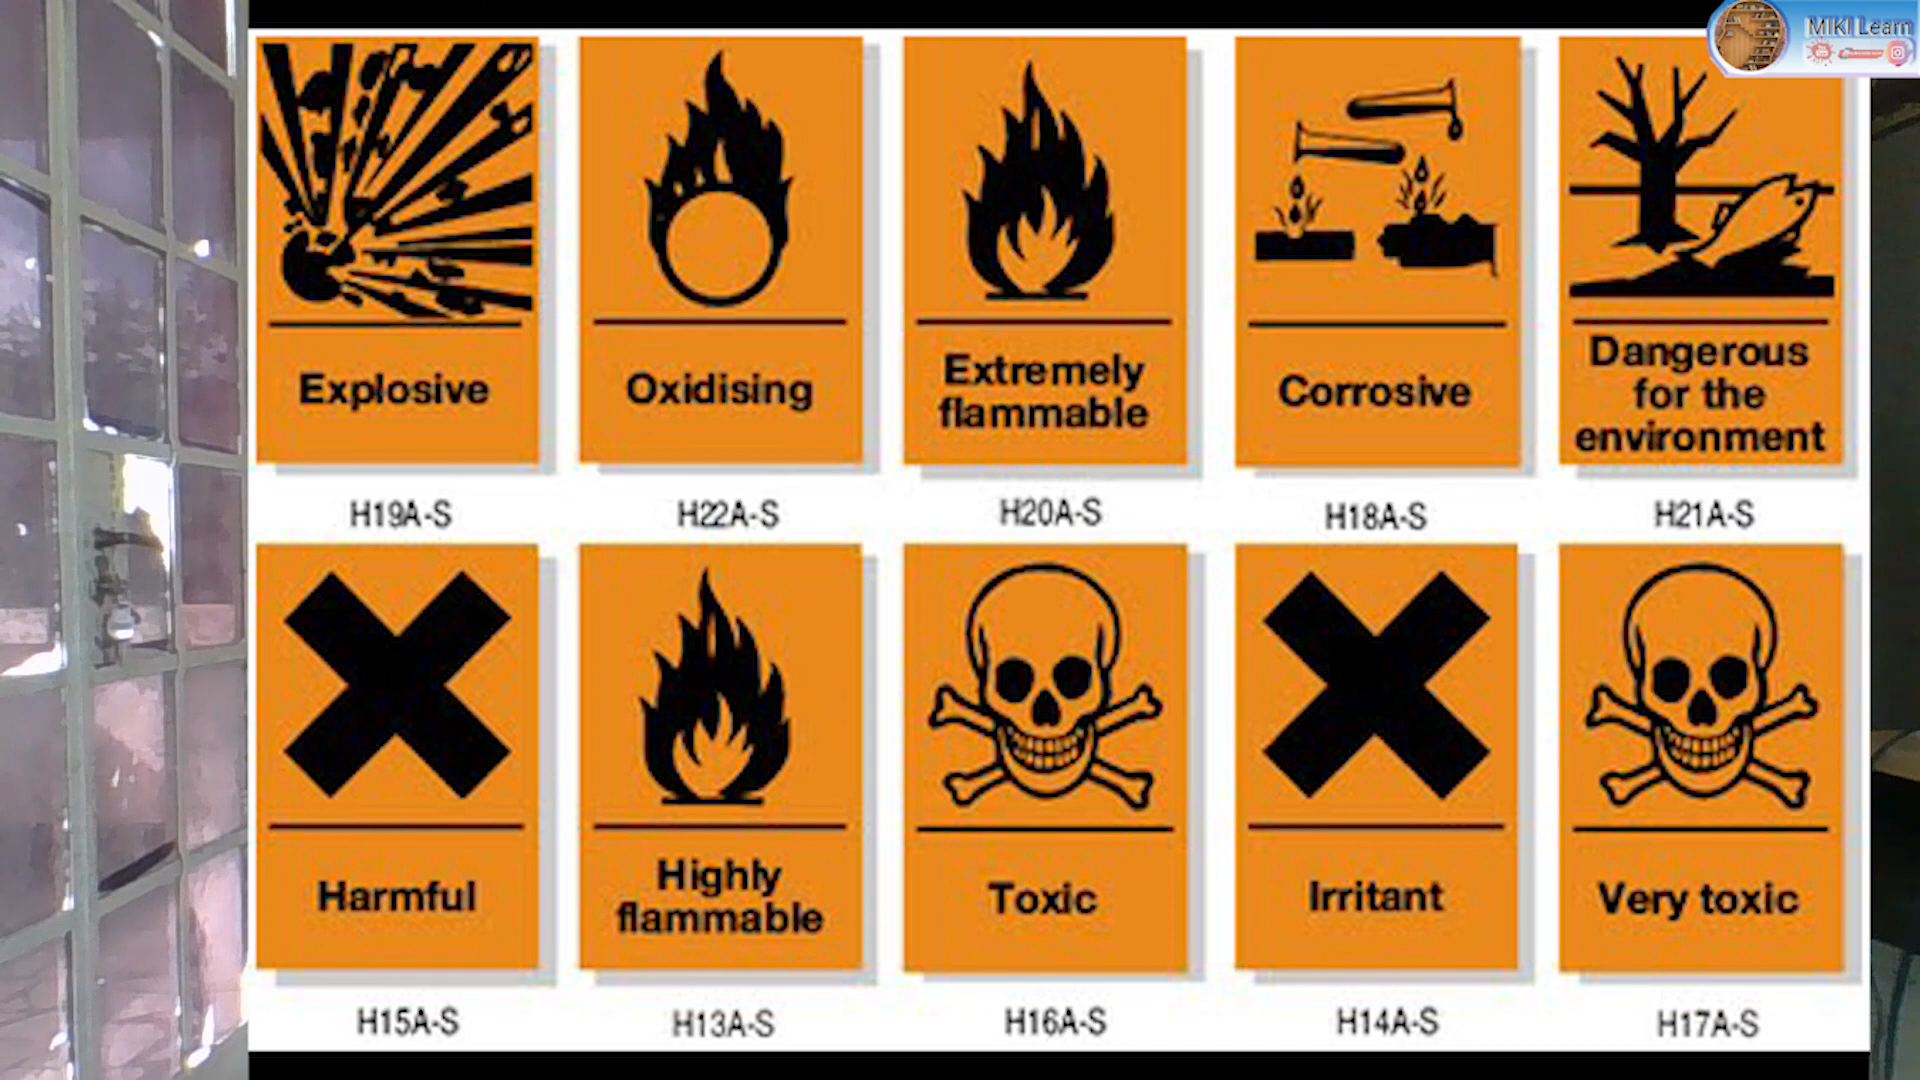 MIKI Learn
Explosive
Oxidising
Extremely
flammable
Corrosive
Dangerous
for the
environment
H19A-S
H22A-S
H20A-S
H18A-S
H21A-S
Harmful
Highly
flammable
Toxic
Irritant
Very toxic
H15A-S
H13A-S
H16A-S
H14A-S
H17A-S